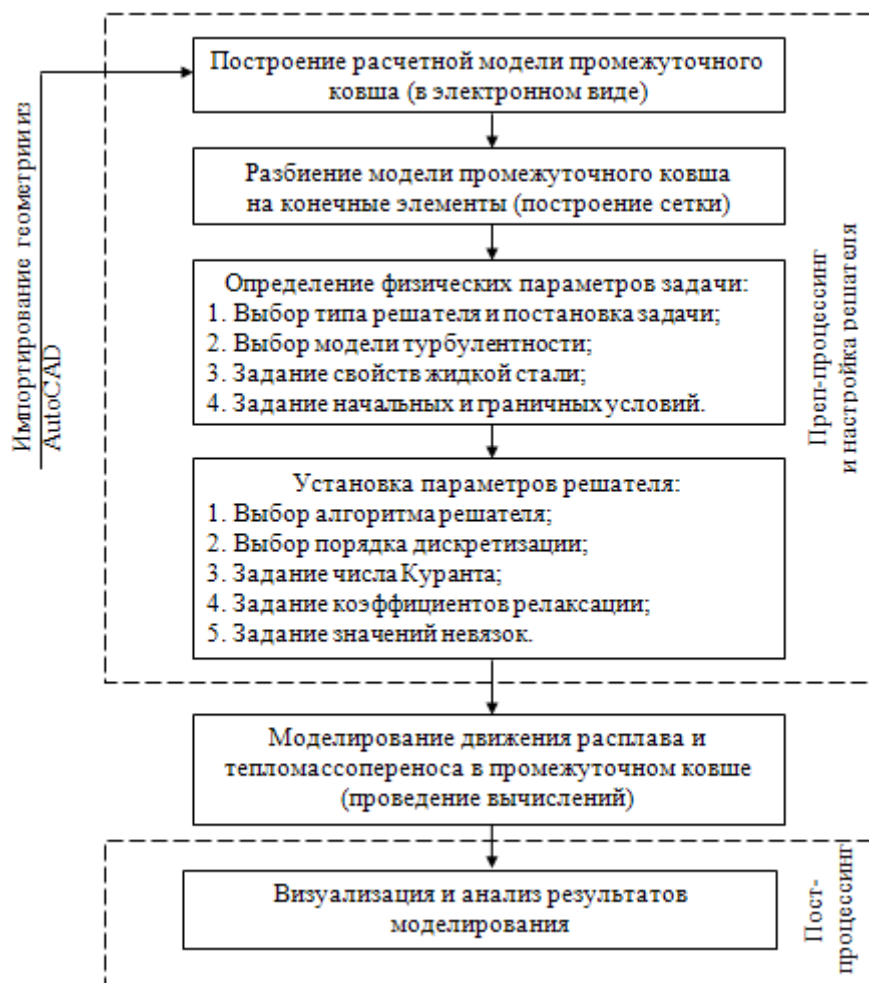 Построение расчетной модели промежуточного
ковша (в электронном виде)
Разбиение модели промежуточного ковша
на конечные элементы (построение сетки)
Определение физических параметров задачи:
1. Выбор типа решателя и постановка задачи;
2. Выбор модели турбулентности;
3. Задание свойств жидкой стали;
4. Задание начальных и граничных условий.
Установка параметров решателя:
1. Выбор алгоритма решателя;
2. Выбор порядка дискретизации;
3. Задание числа Куранта;
4. Задание коэффициентов релаксации;
5. Задание значений невязок.
Моделирование движения расплава и
тепломассопереноса в промежуточном ковше
(проведение вычислений)
Визуализация и анализ результатов
моделирования
Импортирование геометрии из
AutoCAD
Преп-процессинг
и настройка решателя
Пост-
процессинг